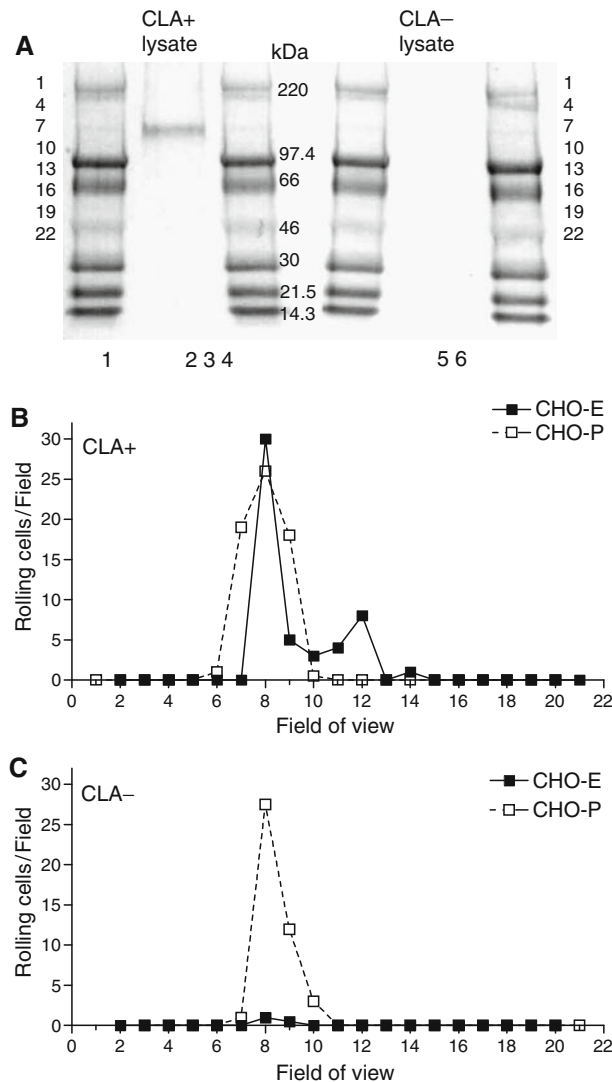 A
CLA+
lysate
kDa
CLA−
lysate
1
4
7
10
13
16
19
22
220
97.4
66
46
30
21.5
14.3
1
4
7
10
13
16
19
22
1 2 3 4 5 6
B
CLA+
CHO-E
CHO-P
Rolling cells/Field
30
25
20
15
10
5
0
0 2 4 6 8 10 12 14 16 18 20 22
Field of view
C
CLA−
CHO-E
CHO-P
Rolling cells/Field
30
25
20
15
10
5
0
0 2 4 6 8 10 12 14 16 18 20 22
Field of view